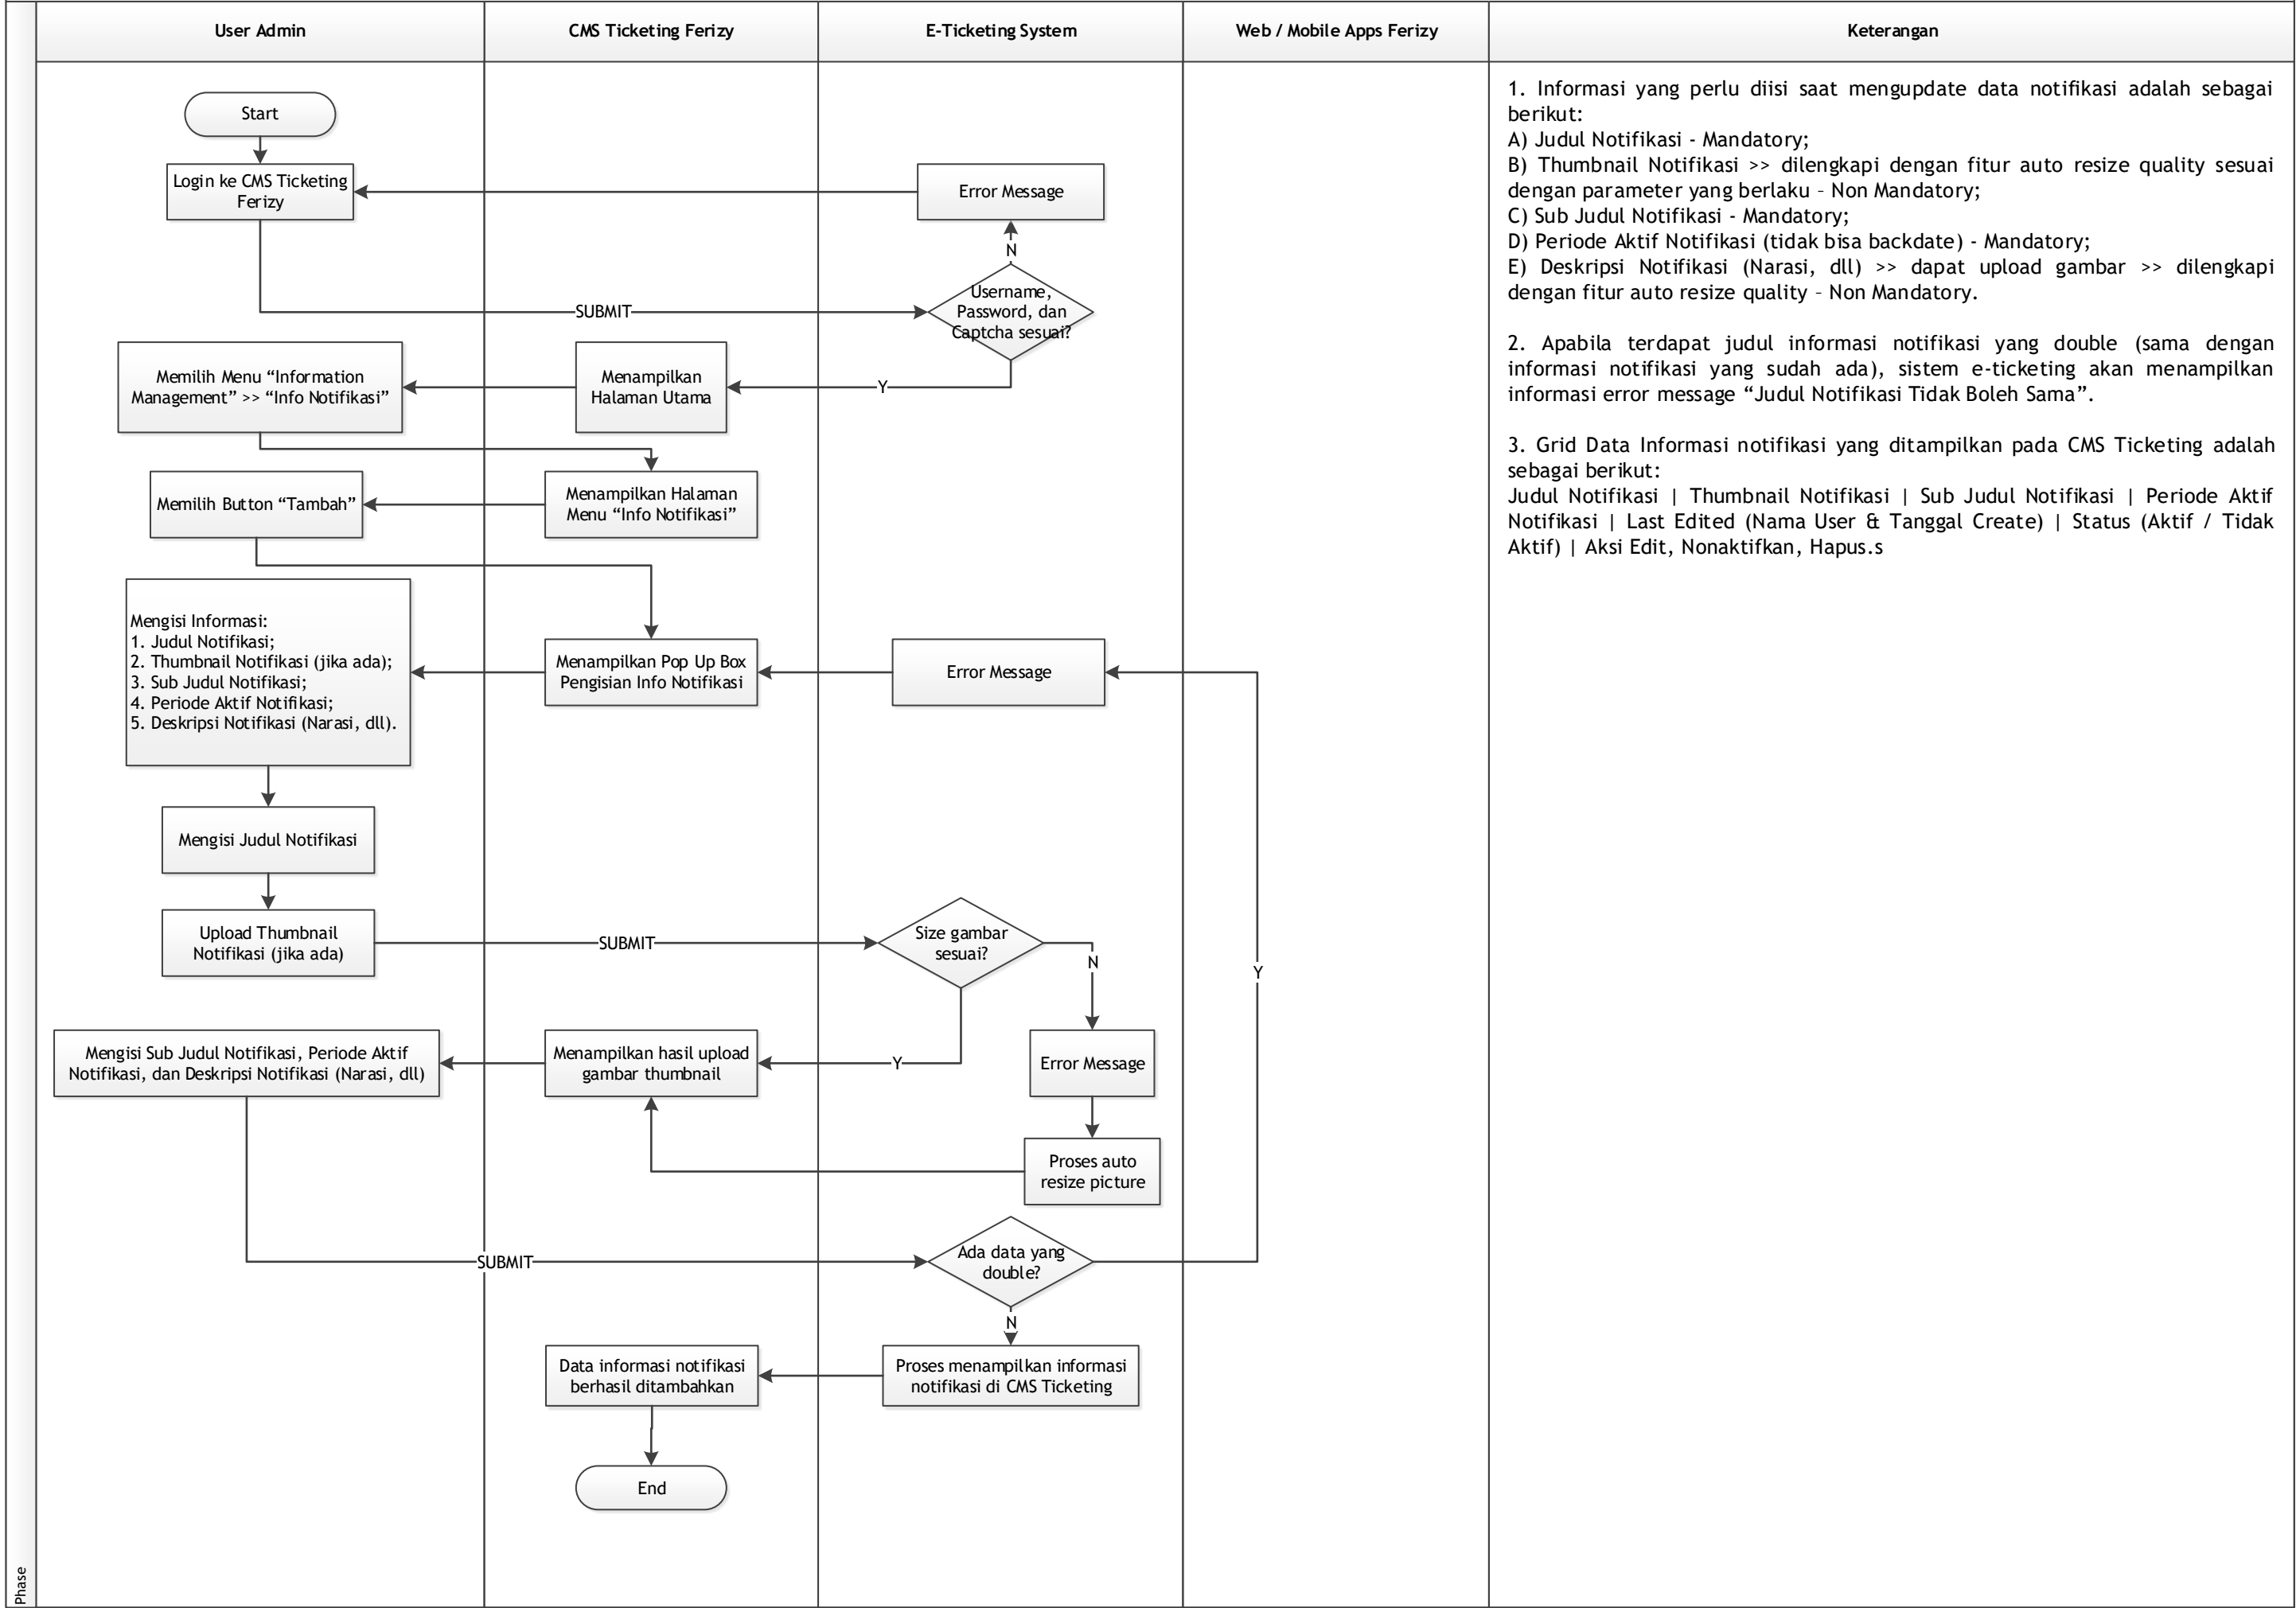 User Admin
CMS Ticketing Ferizy
E-Ticketing System
Web / Mobile Apps Ferizy
Keterangan
Start
Login ke CMS Ticketing
Ferizy
Error Message
N
Username,
Password, dan
Captcha sesuai?
SUBMIT
Y
Menampilkan
Halaman Utama
Memilih Menu “Information
Management” >> “Info Notifikasi”
Menampilkan Halaman
Menu “Info Notifikasi”
Memilih Button “Tambah”
Menampilkan Pop Up Box
Pengisian Info Notifikasi
Error Message
Mengisi Informasi:
1. Judul Notifikasi;
2. Thumbnail Notifikasi (jika ada);
3. Sub Judul Notifikasi;
4. Periode Aktif Notifikasi;
5. Deskripsi Notifikasi (Narasi, dll).
Mengisi Judul Notifikasi
Upload Thumbnail
Notifikasi (jika ada)
SUBMIT
Size gambar
sesuai?
N
Y
Error Message
Proses auto
resize picture
Y
Menampilkan hasil upload
gambar thumbnail
Mengisi Sub Judul Notifikasi, Periode Aktif
Notifikasi, dan Deskripsi Notifikasi (Narasi, dll)
SUBMIT
Ada data yang
double?
N
Proses menampilkan informasi
notifikasi di CMS Ticketing
Data informasi notifikasi
berhasil ditambahkan
End
1. Informasi yang perlu diisi saat mengupdate data notifikasi adalah sebagai
berikut:
A) Judul Notifikasi - Mandatory;
B) Thumbnail Notifikasi >> dilengkapi dengan fitur auto resize quality sesuai
dengan parameter yang berlaku – Non Mandatory;
C) Sub Judul Notifikasi - Mandatory;
D) Periode Aktif Notifikasi (tidak bisa backdate) - Mandatory;
E) Deskripsi Notifikasi (Narasi, dll) >> dapat upload gambar >> dilengkapi
dengan fitur auto resize quality – Non Mandatory.
2. Apabila terdapat judul informasi notifikasi yang double (sama dengan
informasi notifikasi yang sudah ada), sistem e-ticketing akan menampilkan
informasi error message “Judul Notifikasi Tidak Boleh Sama”.
3. Grid Data Informasi notifikasi yang ditampilkan pada CMS Ticketing adalah
sebagai berikut:
Judul Notifikasi | Thumbnail Notifikasi | Sub Judul Notifikasi | Periode Aktif
Notifikasi | Last Edited (Nama User & Tanggal Create) | Status (Aktif / Tidak
Aktif) | Aksi Edit, Nonaktifkan, Hapus.s
Phase